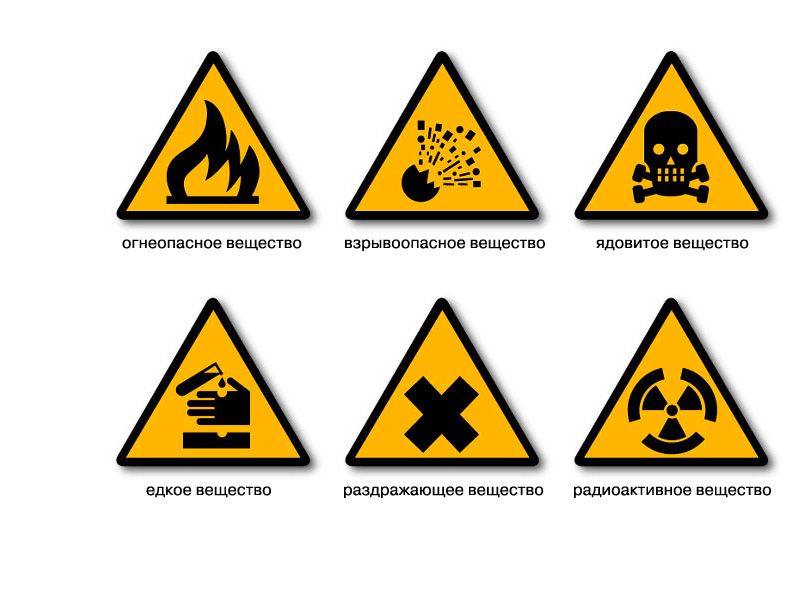 огнеопасное вещество
взрывоопасное вещество
ядовитое вещество
едкое вещество
раздражающее вещество
радиоактивное вещество